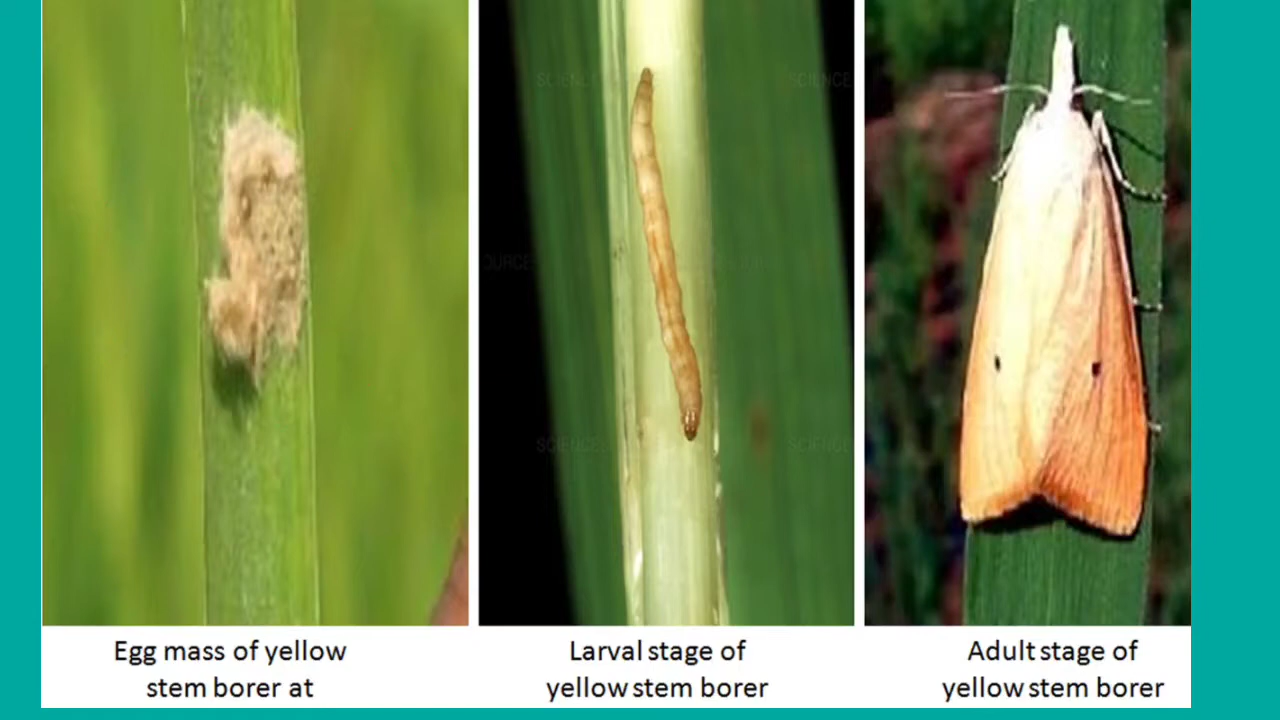 Egg mass of yellow
stem borer at
Larval stage of
yellow stem borer
Adult stage of
yellow stem borer